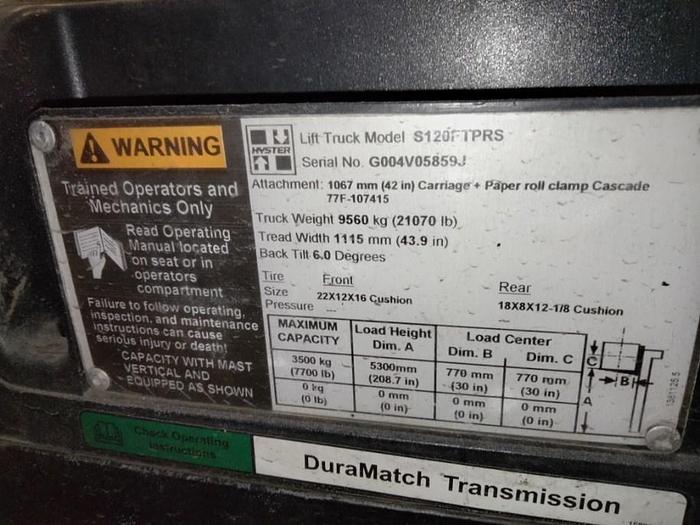 WARNING
Trained Operators and
Mechanics Only
Read Operating
Manual located
on seat or in
operators
compartment
Failure to follow operating,
inspection, and maintenance
instructions can cause
serious injury or death!
CAPACITY WITH MAST
VERTICAL AND
EQUIPPED AS SHOWN
HYSTER
Lift Truck Model S120FTPRS
Serial No. G004V05859J
Attachment: 1067 mm (42 in) Carriage + Paper roll clamp Cascade
77F-107415
Truck Weight 9560 kg (21070 lb)
Tread Width 1115 mm (43.9 in)
Back Tilt 6.0 Degrees
Tire Front Rear
Size 22X12X16 Cushion 18X8X12-1/8 Cushion
Pressure
MAXIMUM CAPACITY Load Height Dim. A Load Center Dim. B Dim. C
3500 kg 5300mm 770 mm 770 mm
(7700 lb) (208.7 in) (30 in) (30 in)
0 kg 0 mm 0 mm 0 mm
(0 lb) (0 in) (0 in) (0 in)
C
B
A
Check Operating
Instructions
DuraMatch Transmission